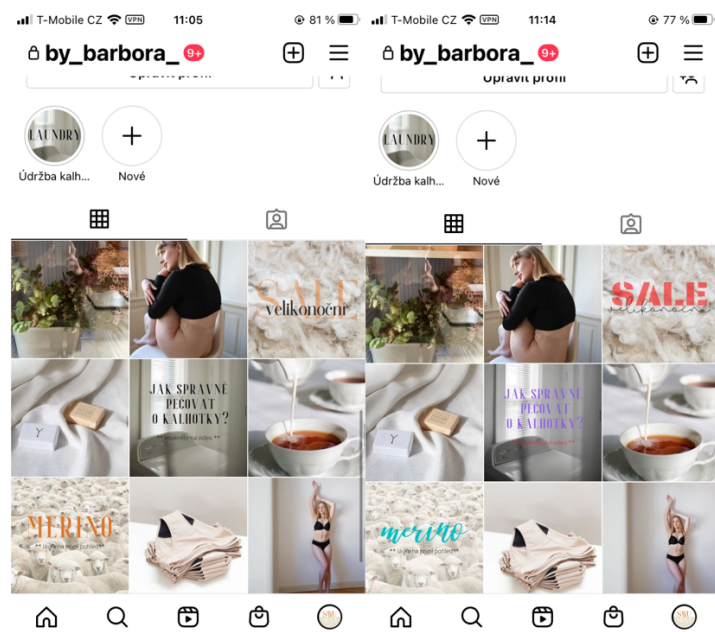 T-Mobile CZ VPN 11:05 81 %
by_barbora_ 9+
Upravit profil
LAUNDRY
Údržba kalh...
Nové
SALE
velikonoční
JAK SPRÁVNĚ
PEČOVAT
O KALHOTKY?
MERINO
T-Mobile CZ VPN 11:14 77 %
by_barbora_ 9+
Upravit profil
LAUNDRY
Údržba kalh...
Nové
SALE
velikonoční
JAK SPRÁVNĚ
PEČOVAT
O KALHOTKY?
merino